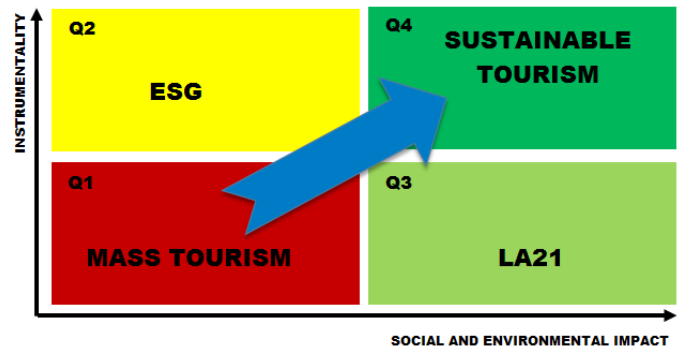 INSTRUMENTALITY
Q2
ESG
Q4
SUSTAINABLE
TOURISM
Q1
MASS TOURISM
Q3
LA21
SOCIAL AND ENVIRONMENTAL IMPACT